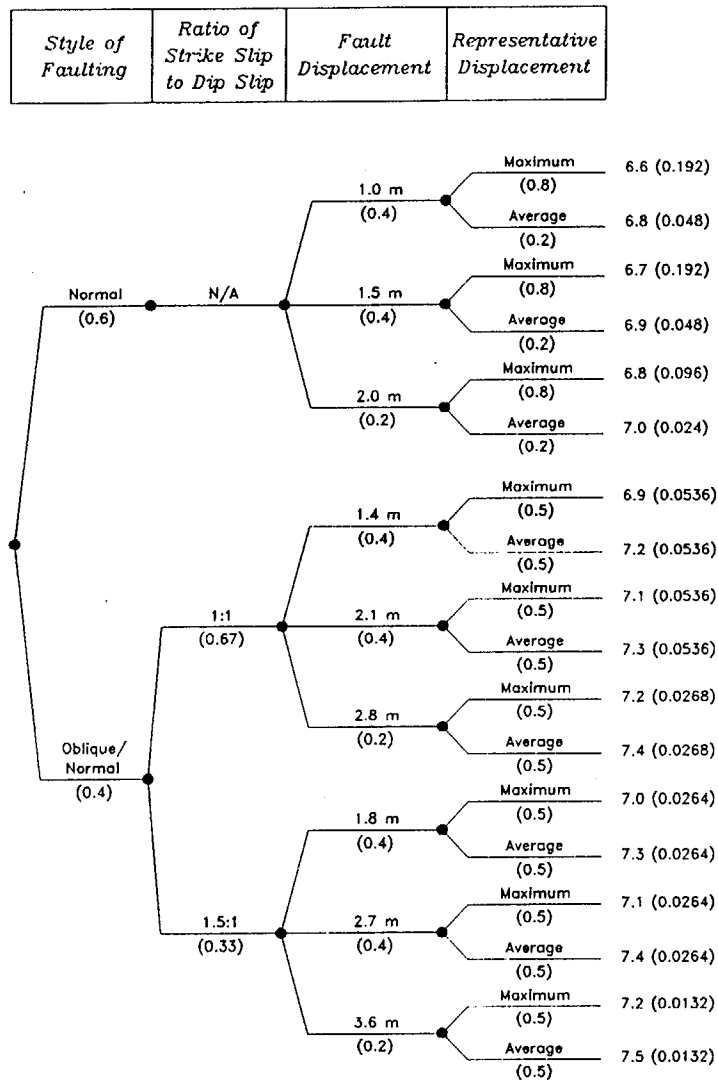 Style of
Faulting
Ratio of
Strike Slip
to Dip Slip
Fault
Displacement
Representative
Displacement
Maximum
(0.8)
6.6 (0.192)
1.0 m
(0.4)
Average
(0.2)
6.8 (0.048)
Maximum
(0.8)
6.7 (0.192)
Normal
(0.6)
N/A
1.5 m
(0.4)
Average
(0.2)
6.9 (0.048)
Maximum
(0.8)
6.8 (0.096)
2.0 m
(0.2)
Average
(0.2)
7.0 (0.024)
Maximum
(0.5)
6.9 (0.0536)
1.4 m
(0.4)
Average
(0.5)
7.2 (0.0536)
Maximum
(0.5)
7.1 (0.0536)
1:1
(0.67)
2.1 m
(0.4)
Average
(0.5)
7.3 (0.0536)
Maximum
(0.5)
7.2 (0.0268)
2.8 m
(0.2)
Average
(0.5)
7.4 (0.0268)
Oblique/
Normal
(0.4)
Maximum
(0.5)
7.0 (0.0264)
1.8 m
(0.4)
Average
(0.5)
7.3 (0.0264)
Maximum
(0.5)
7.1 (0.0264)
1.5:1
(0.33)
2.7 m
(0.4)
Average
(0.5)
7.4 (0.0264)
Maximum
(0.5)
7.2 (0.0132)
3.6 m
(0.2)
Average
(0.5)
7.5 (0.0132)